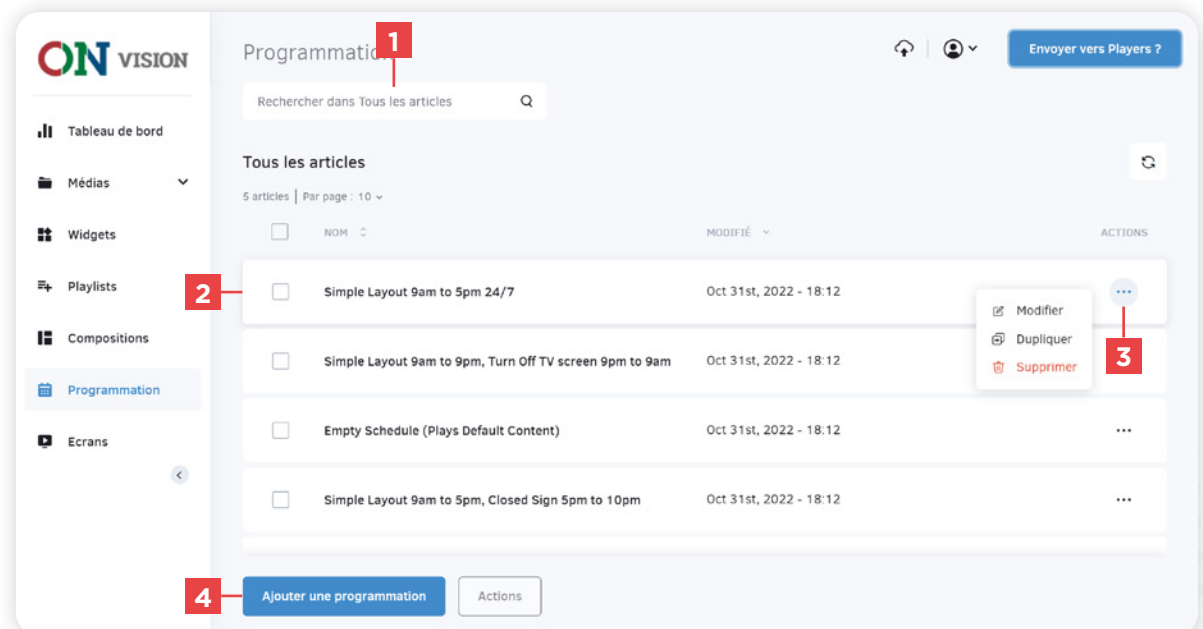 ON VISION
Tableau de bord
Médias
Widgets
Playlists
Compositions
Programmation
Ecrans
Programmation
1
Envoyer vers Players ?
Rechercher dans Tous les articles
Tous les articles
5 articles | Par page : 10
NOM
MODIFIÉ
ACTIONS
2
Simple Layout 9am to 5pm 24/7
Oct 31st, 2022 - 18:12
Modifier
Dupliquer
Supprimer
3
Simple Layout 9am to 9pm, Turn Off TV screen 9pm to 9am
Oct 31st, 2022 - 18:12
Empty Schedule (Plays Default Content)
Oct 31st, 2022 - 18:12
Simple Layout 9am to 5pm, Closed Sign 5pm to 10pm
Oct 31st, 2022 - 18:12
4
Ajouter une programmation
Actions